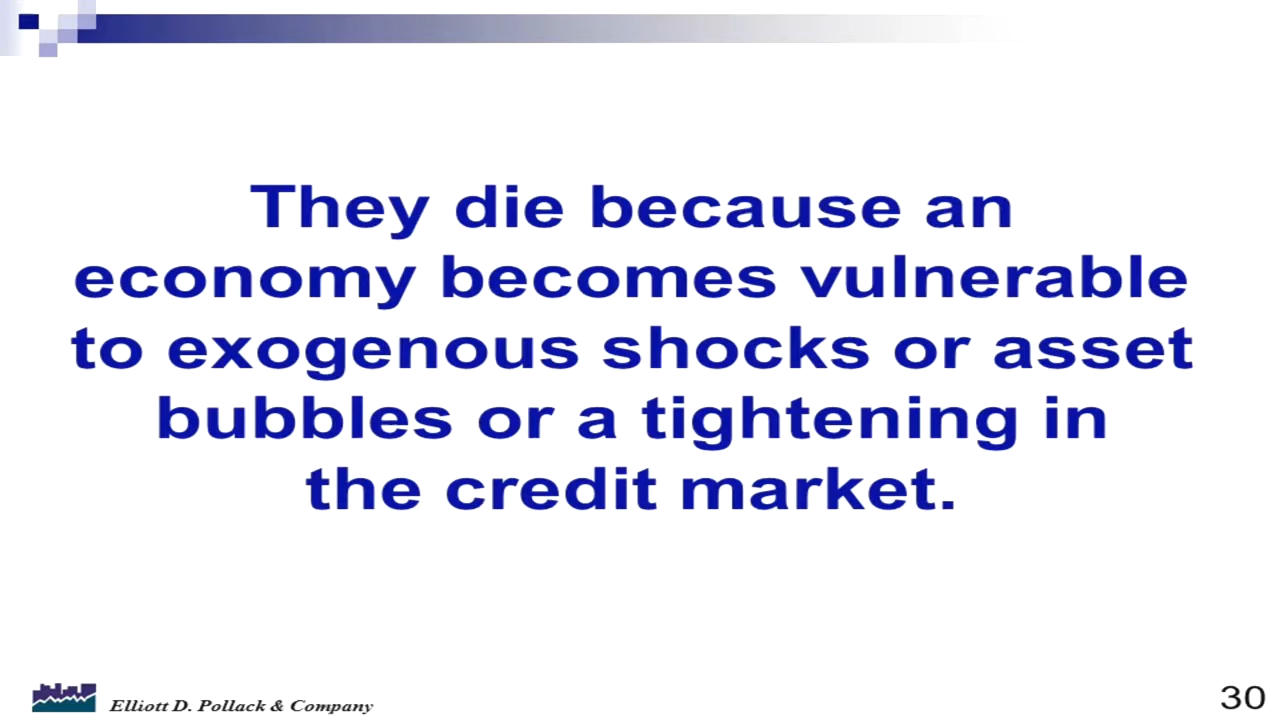 They die because an
economy becomes vulnerable
to exogenous shocks or asset
bubbles or a tightening in
the credit market.
Elliott D. Pollack & Company
30